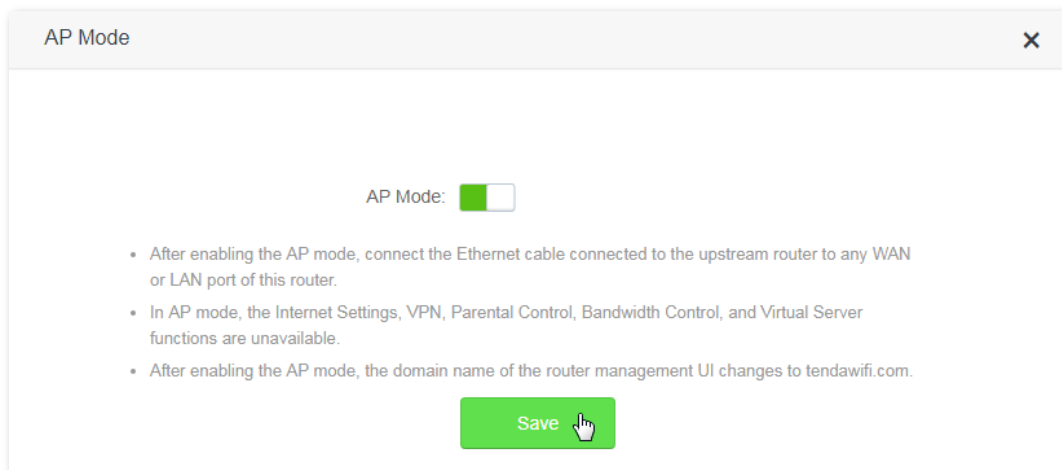 AP Mode
AP Mode:
After enabling the AP mode, connect the Ethernet cable connected to the upstream router to any WAN
or LAN port of this router.
In AP mode, the Internet Settings, VPN, Parental Control, Bandwidth Control, and Virtual Server
functions are unavailable.
After enabling the AP mode, the domain name of the router management UI changes to tendawifi.com.
Save